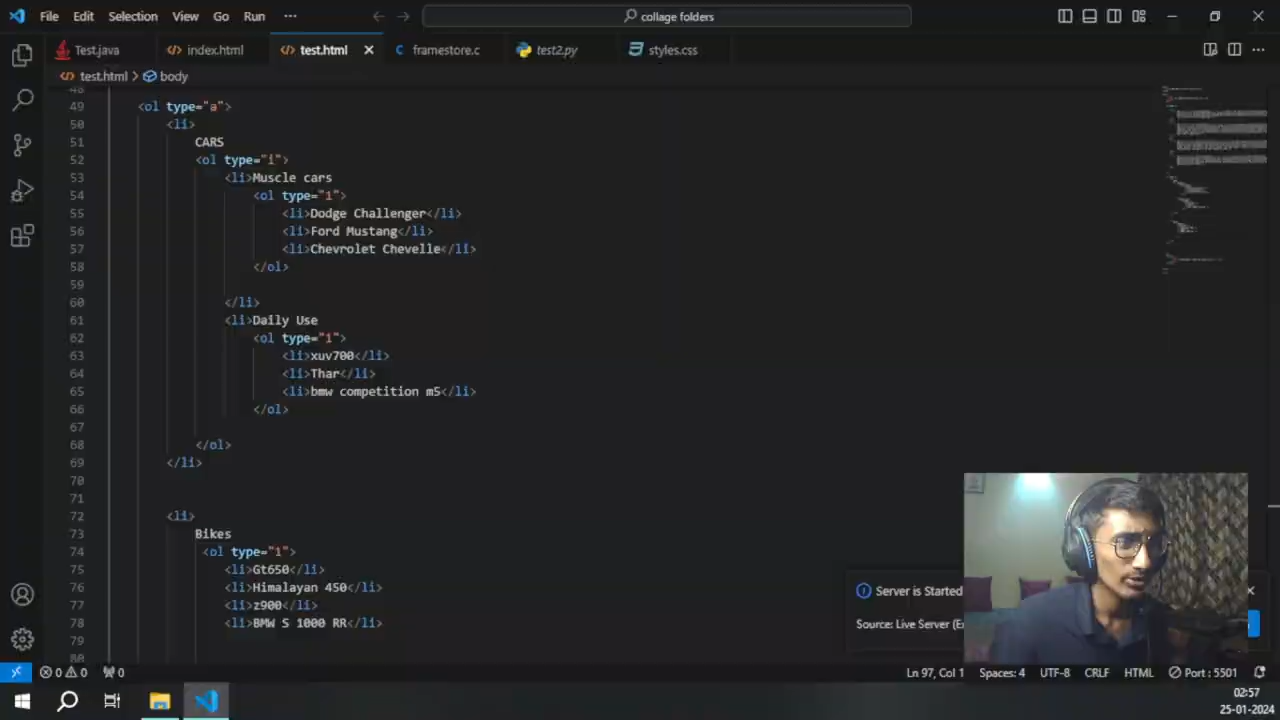 File Edit Selection View Go Run ··· collage folders
Test.java index.html test.html framestore.c test2.py styles.css
test.html > body
48
49 <ol type="a">
50 <li>
51 CARS
52 <ol type="i">
53 <li>Muscle cars
54 <ol type="1">
55 <li>Dodge Challenger</li>
56 <li>Ford Mustang</li>
57 <li>Chevrolet Chevelle</li>
58 </ol>
59
60 </li>
61 <li>Daily Use
62 <ol type="1">
63 <li>xuv700</li>
64 <li>Thar</li>
65 <li>bmw competition m5</li>
66 </ol>
67
68 </ol>
69 </li>
70
71
72 <li>
73 Bikes
74 <ol type="1">
75 <li>Gt650</li>
76 <li>Himalayan 450</li>
77 <li>z900</li>
78 <li>BMW S 1000 RR</li>
79
80
Server is Started
Source: Live Server
0 0 0 Ln 97, Col 1 Spaces: 4 UTF-8 CRLF HTML Port : 5501
02:57
25-01-2024